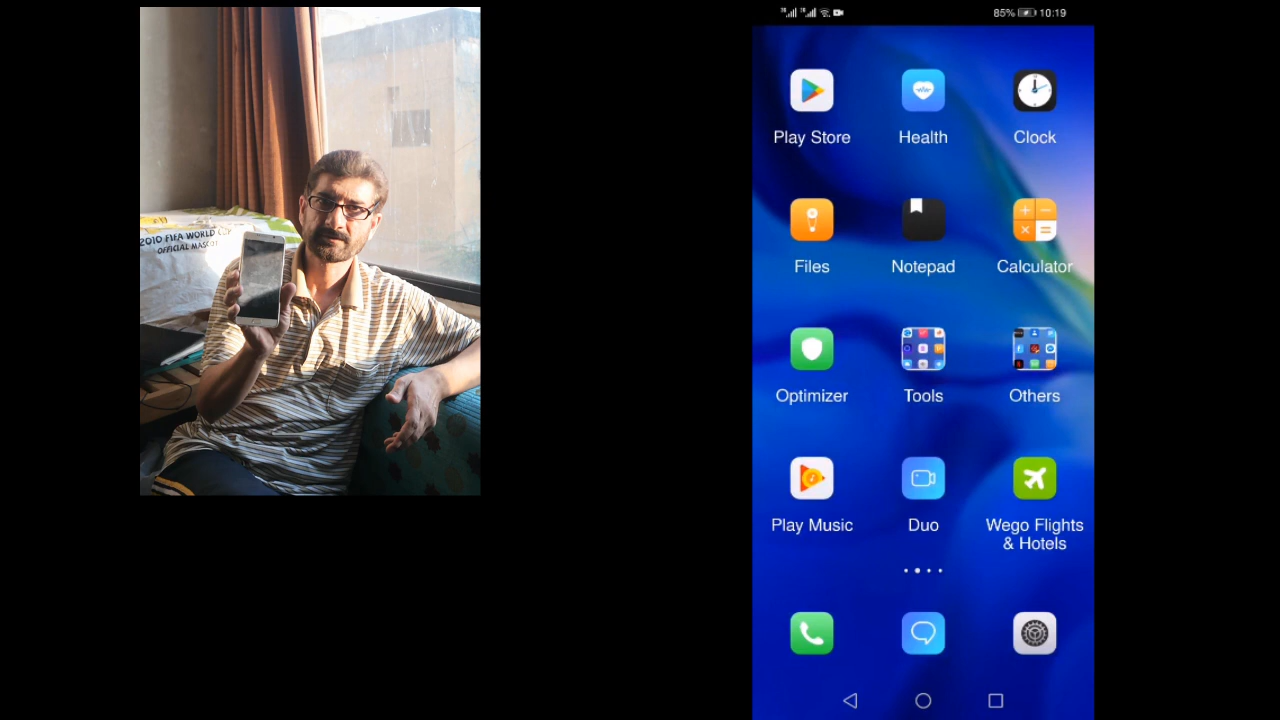 2010 FIFA WORLD CUP
OFFICIAL MASCOT
85% 10:19
Play Store
Health
Clock
Files
Notepad
Calculator
Optimizer
Tools
Others
Play Music
Duo
Wego Flights
& Hotels